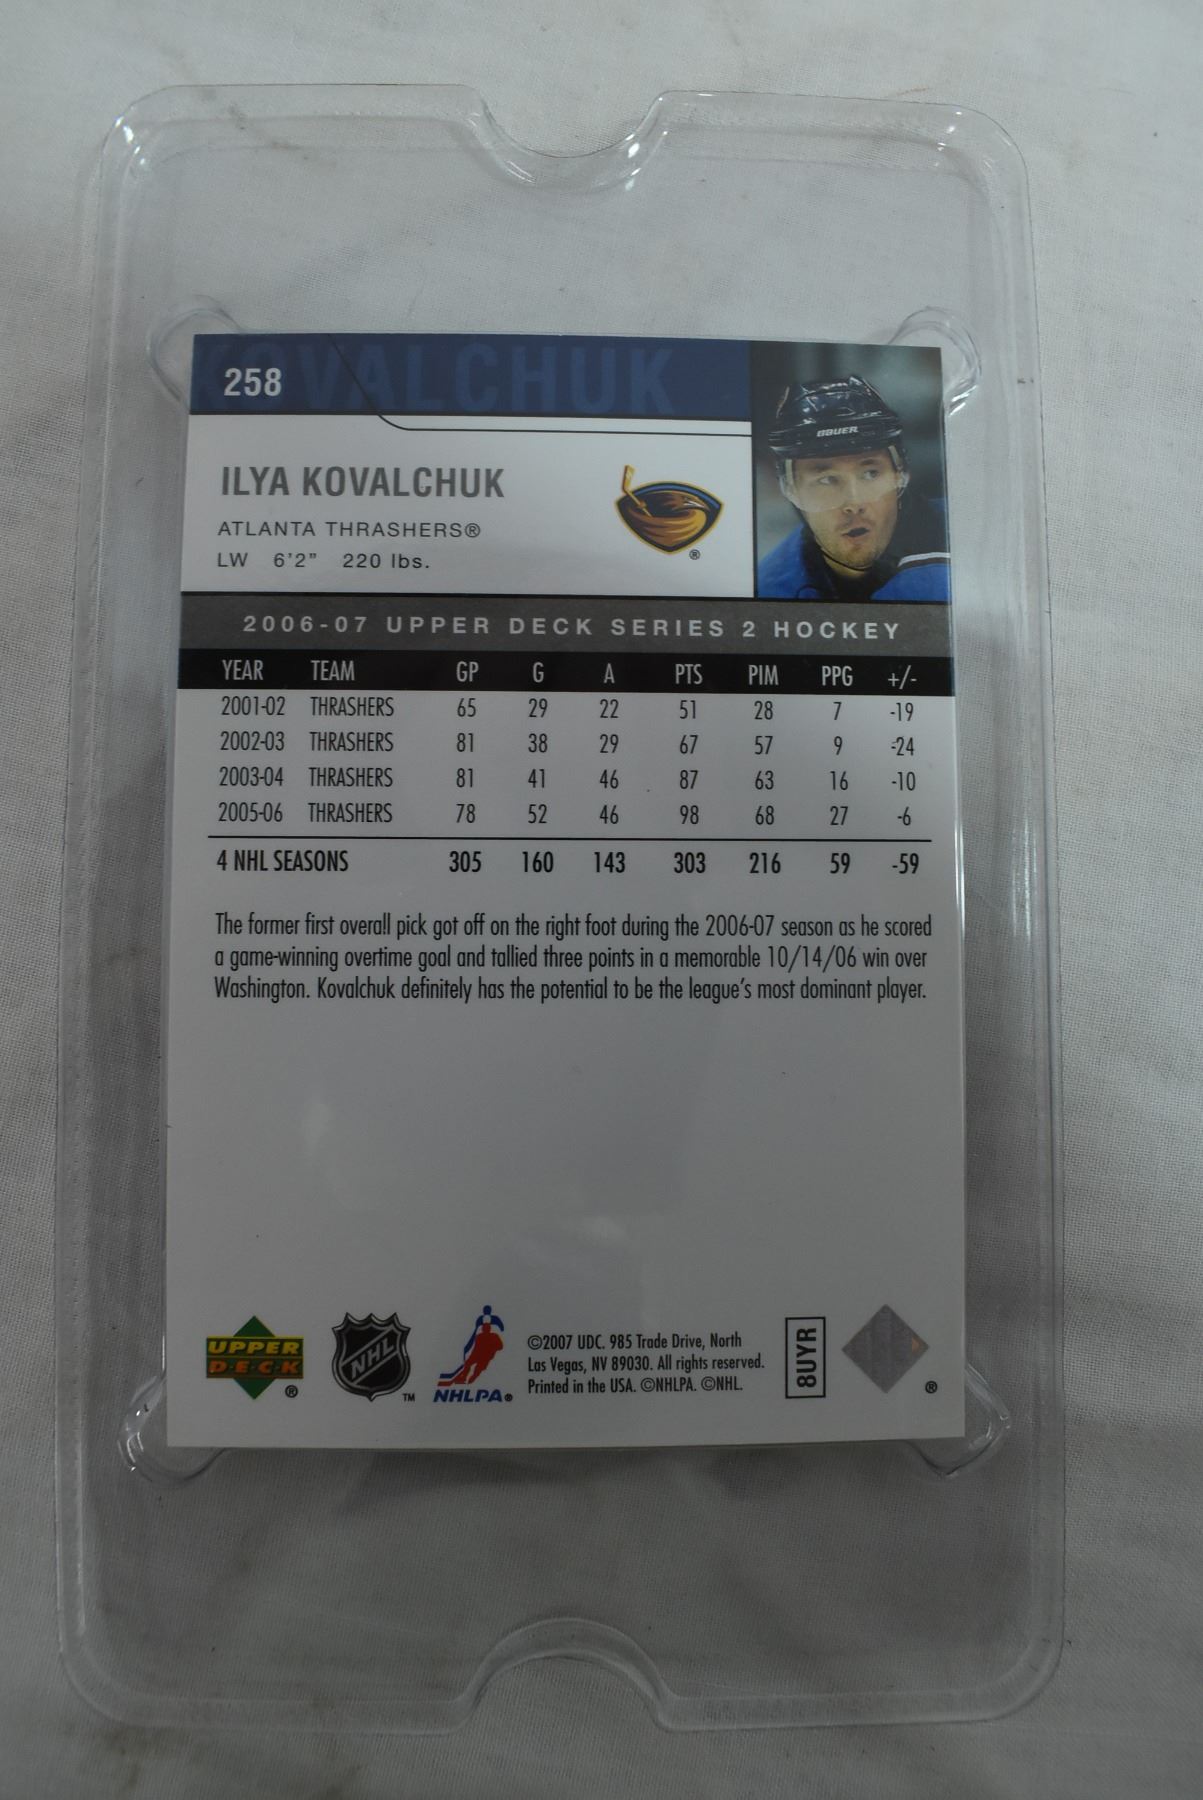 KOVALCHUK
258
BAUER
ILYA KOVALCHUK
ATLANTA THRASHERS®
LW 6'2" 220 lbs.
®
2006-07 UPPER DECK SERIES 2 HOCKEY
YEAR TEAM GP G A PTS PIM PPG +/-
2001-02 THRASHERS 65 29 22 51 28 7 -19
2002-03 THRASHERS 81 38 29 67 57 9 -24
2003-04 THRASHERS 81 41 46 87 63 16 -10
2005-06 THRASHERS 78 52 46 98 68 27 -6
4 NHL SEASONS 305 160 143 303 216 59 -59
The former first overall pick got off on the right foot during the 2006-07 season as he scored
a game-winning overtime goal and tallied three points in a memorable 10/14/06 win over
Washington. Kovalchuk definitely has the potential to be the league's most dominant player.
UPPER
D·E·C·K
®
NHL
™
NHLPA®
©2007 UDC. 985 Trade Drive, North
Las Vegas, NV 89030. All rights reserved.
Printed in the USA. ©NHLPA. ©NHL.
8UYR
®